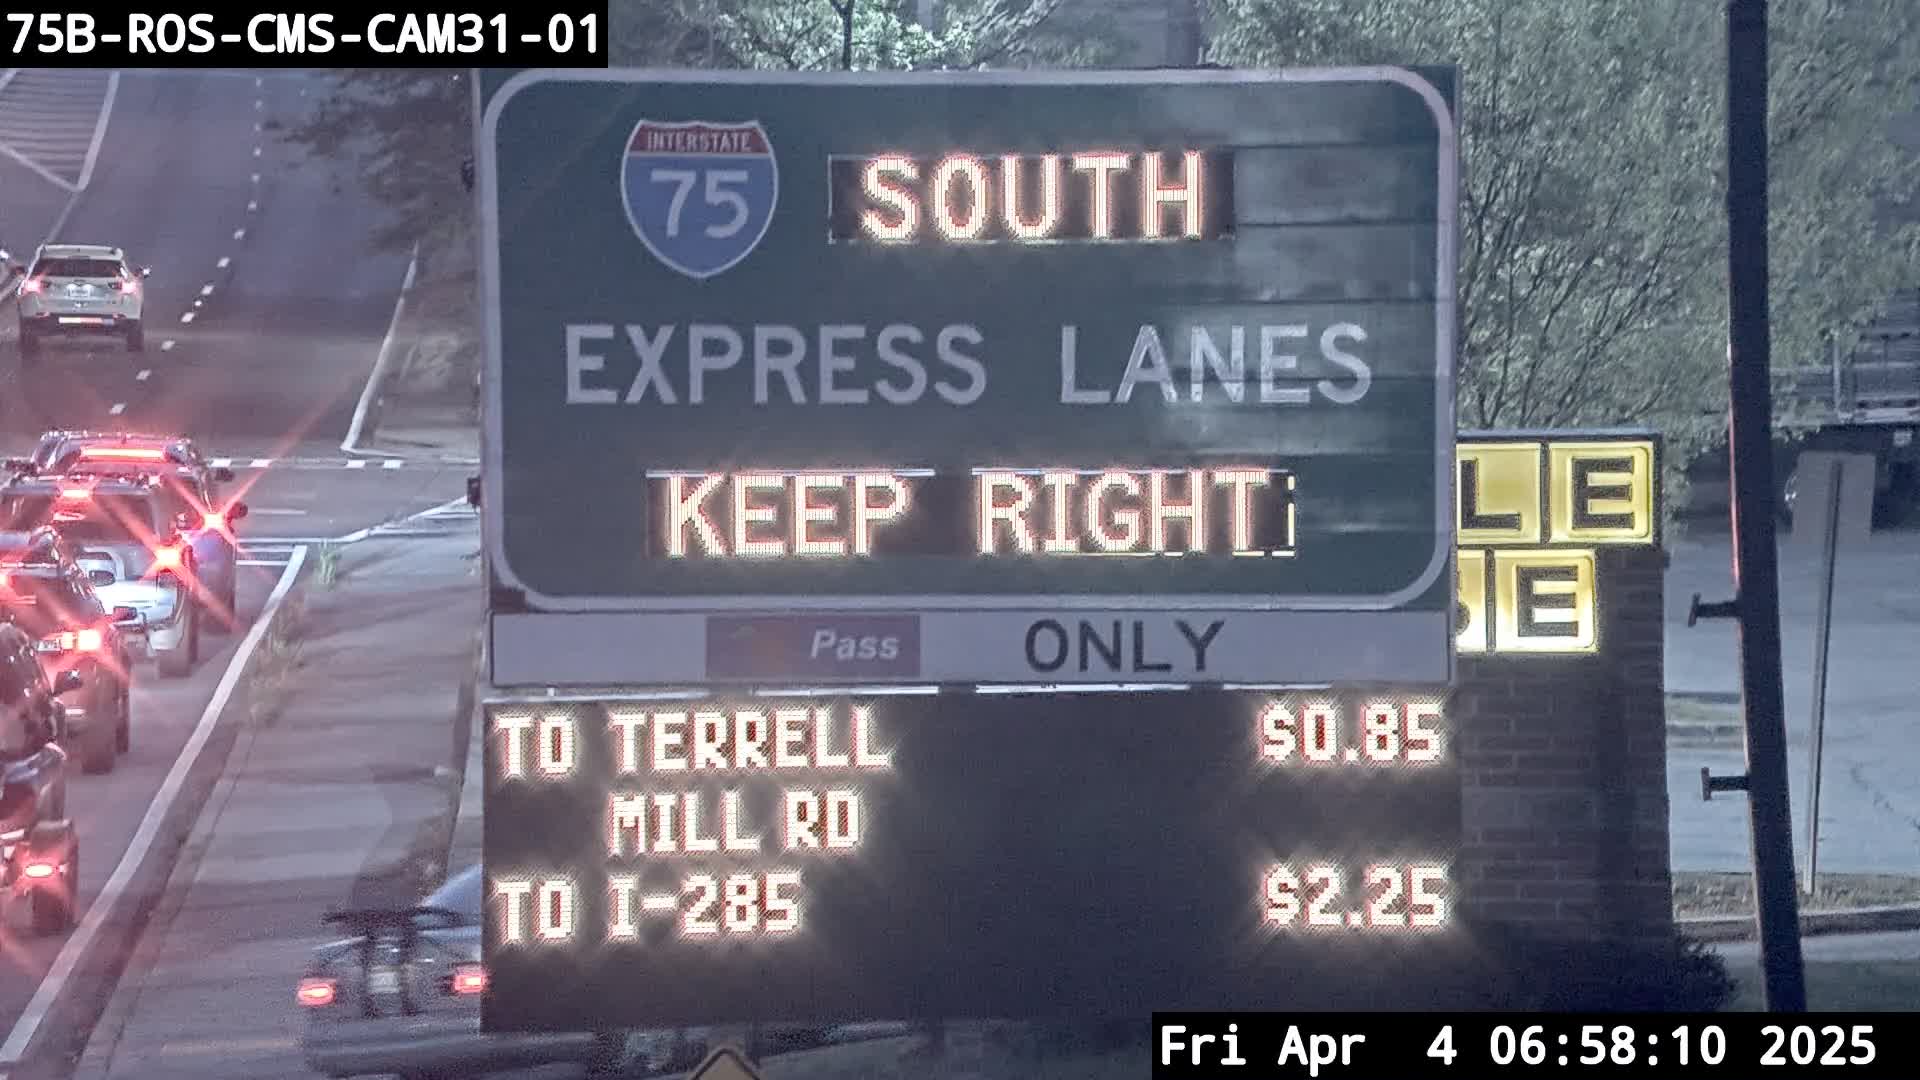 75B-ROS-CMS-CAM31-01
INTERSTATE
75
SOUTH
EXPRESS LANES
KEEP RIGHT
Pass ONLY
TO TERRELL $0.85
MILL RD
TO I-285 $2.25
LE
E
Fri Apr 4 06:58:10 2025